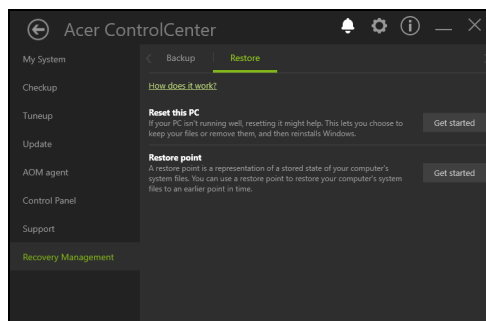 Acer ControlCenter
My System
Backup
Restore
Checkup
How does it work?
Tuneup
Reset this PC
If your PC isn't running well, resetting it might help. This lets you choose to
keep your files or remove them, and then reinstalls Windows.
Get started
Update
Restore point
A restore point is a representation of a stored state of your computer's
system files. You can use a restore point to restore your computer's system
files to an earlier point in time.
Get started
AOM agent
Control Panel
Support
Recovery Management